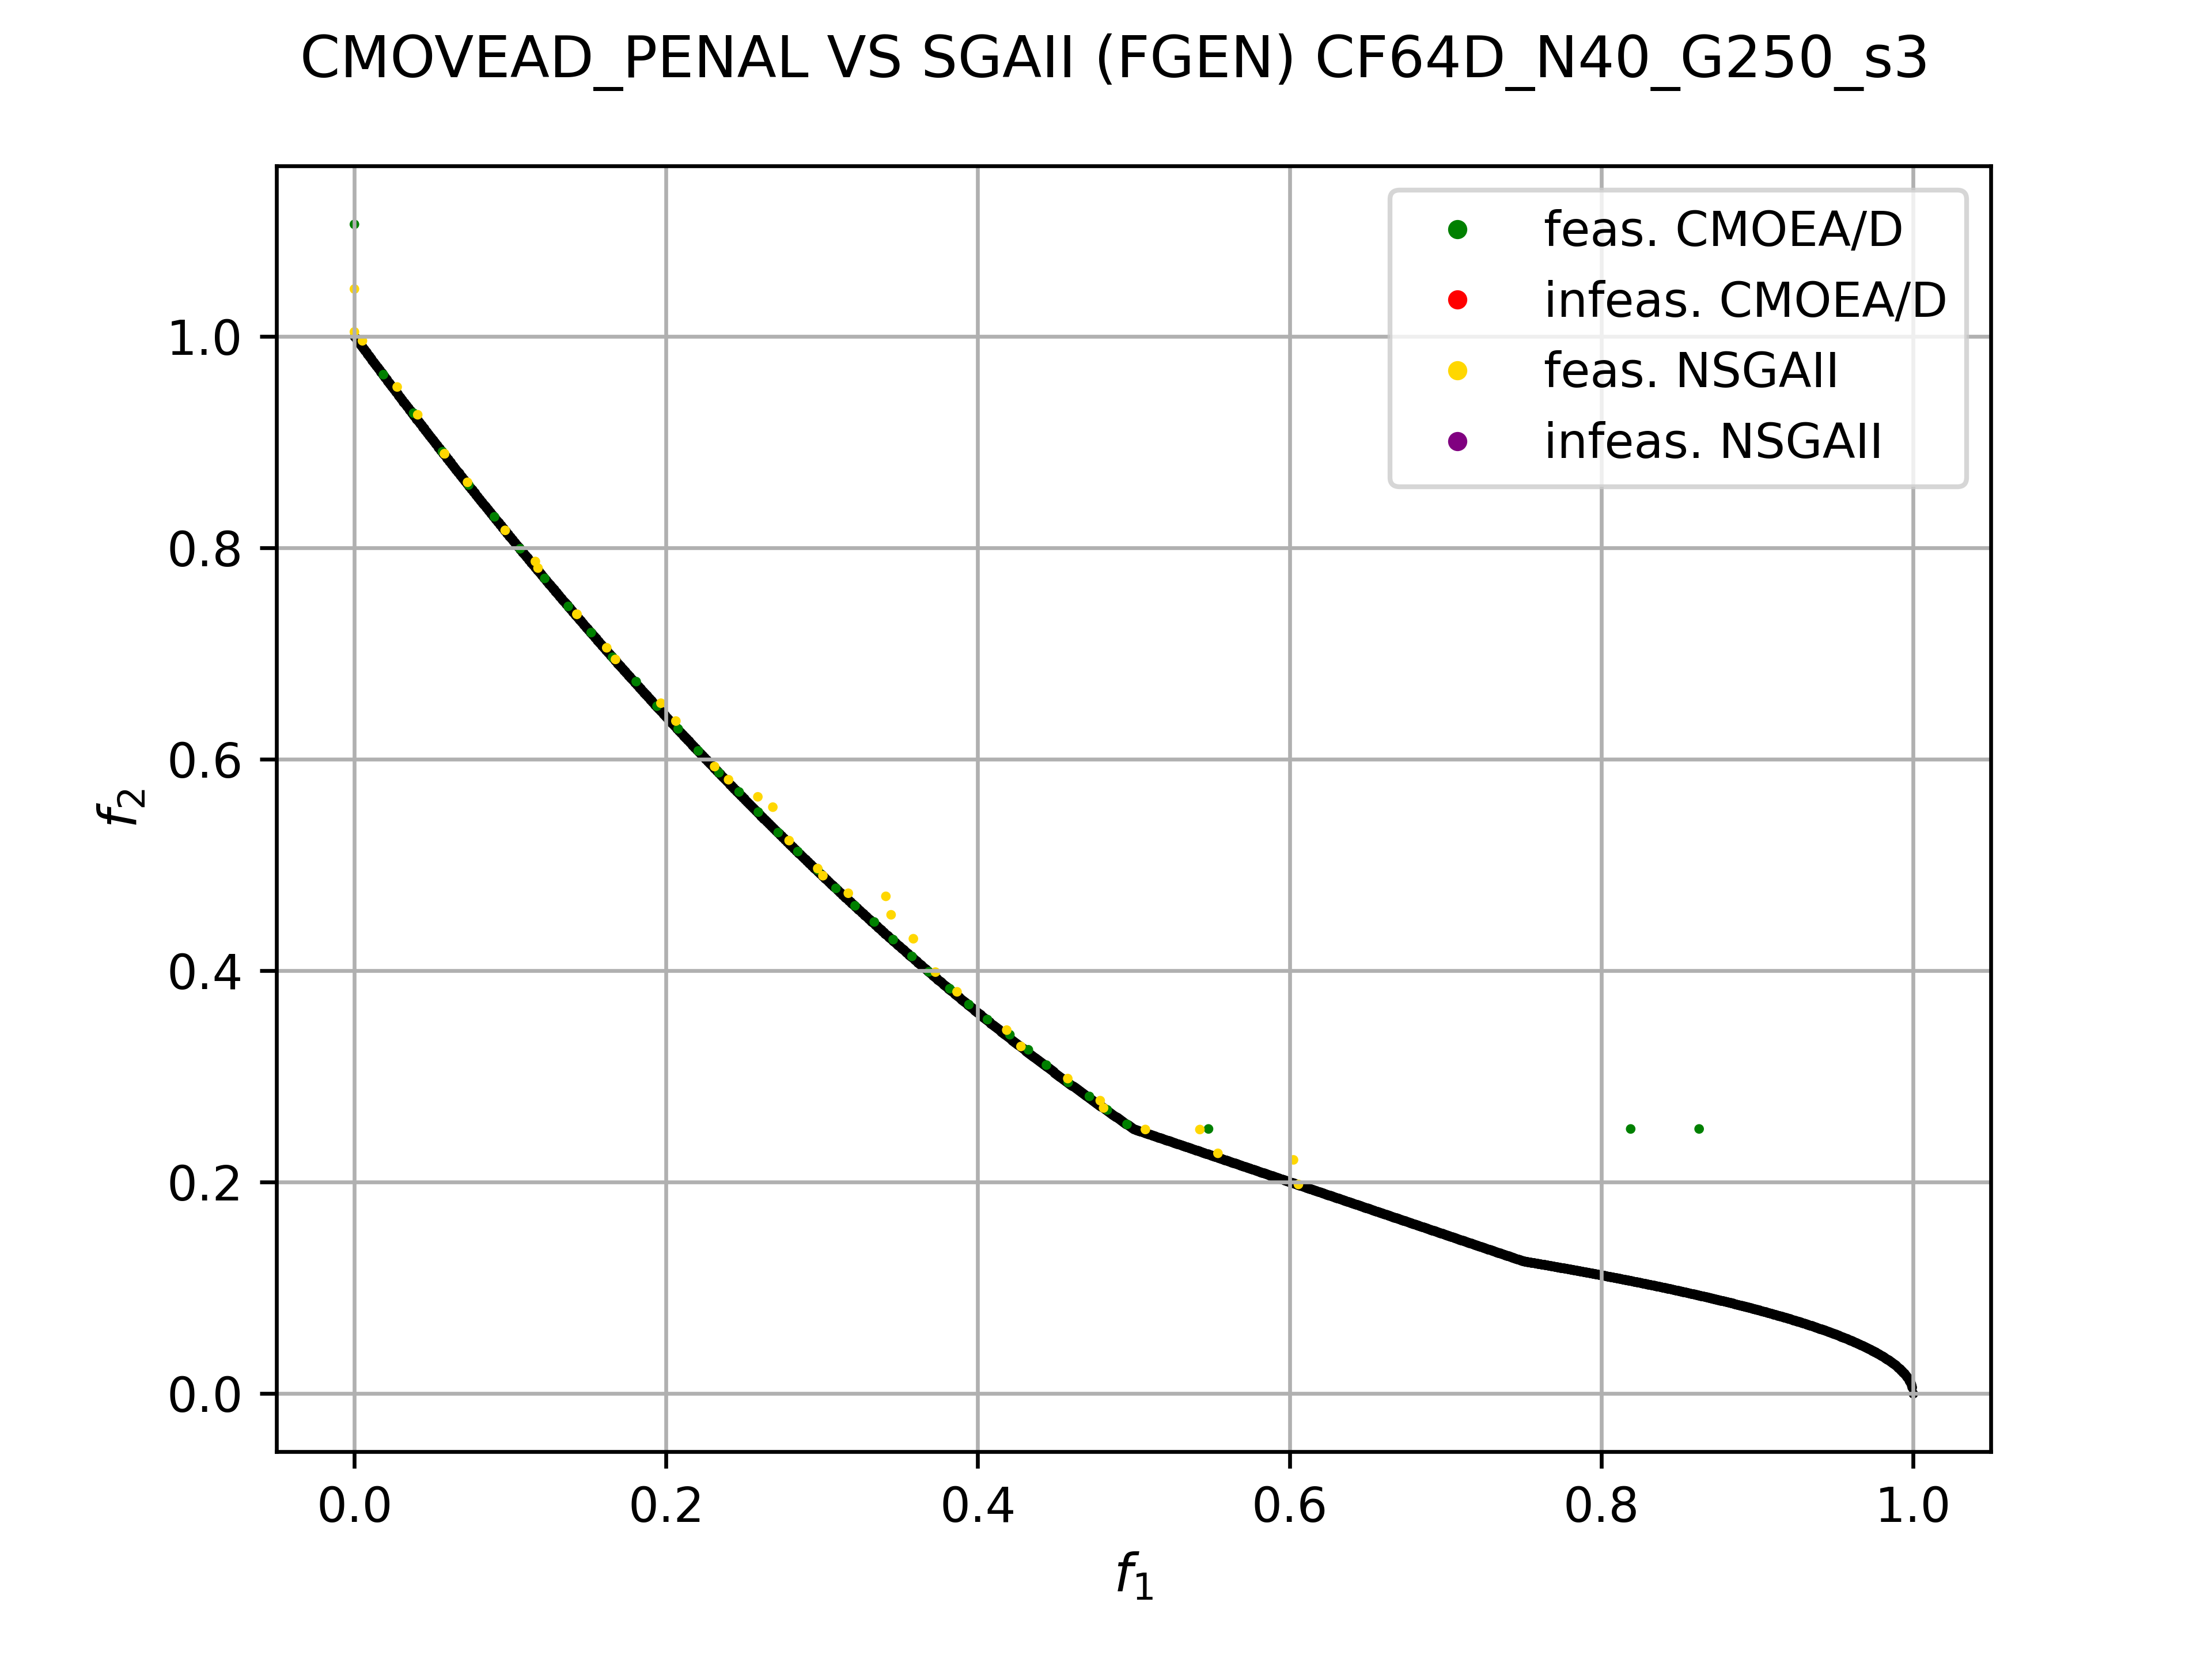 CMOVEAD_PENAL VS SGAII (FGEN) CF64D_N40_G250_s3
feas. CMOEA/D
infeas. CMOEA/D
feas. NSGAII
infeas. NSGAII
1.0
0.8
0.6
0.4
0.2
0.0
f2
0.0 0.2 0.4 0.6 0.8 1.0
f1